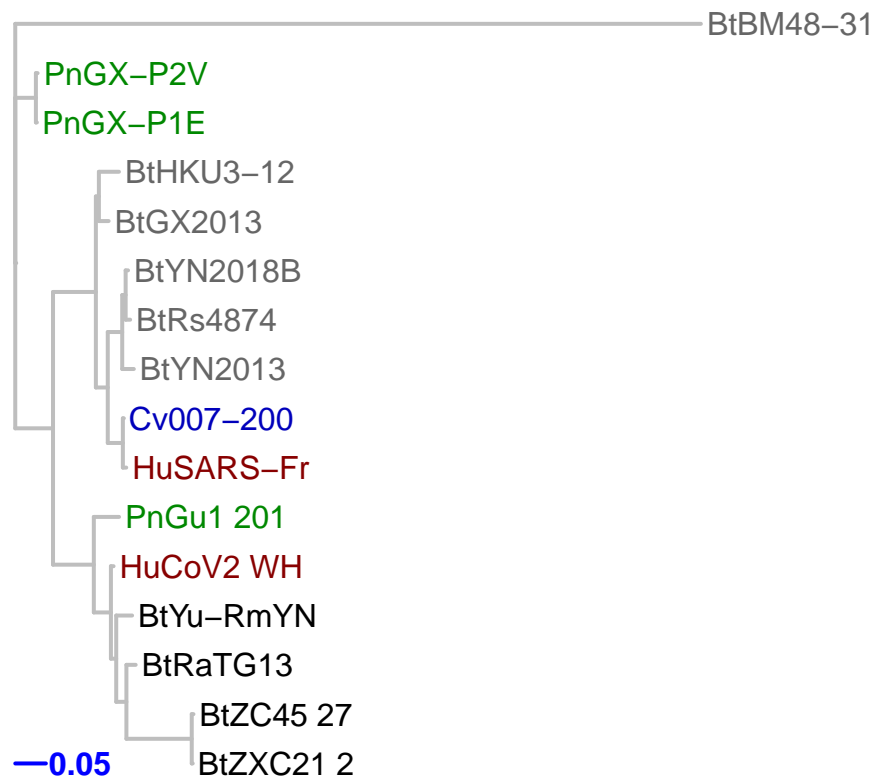 BtBM48−31
PnGX−P2V
PnGX−P1E
BtHKU3−12
BtGX2013
BtYN2018B
BtRs4874
BtYN2013
Cv007−200
HuSARS−Fr
PnGu1 201
HuCoV2 WH
BtYu−RmYN
BtRaTG13
BtZC45 27
BtZXC21 2
0.05